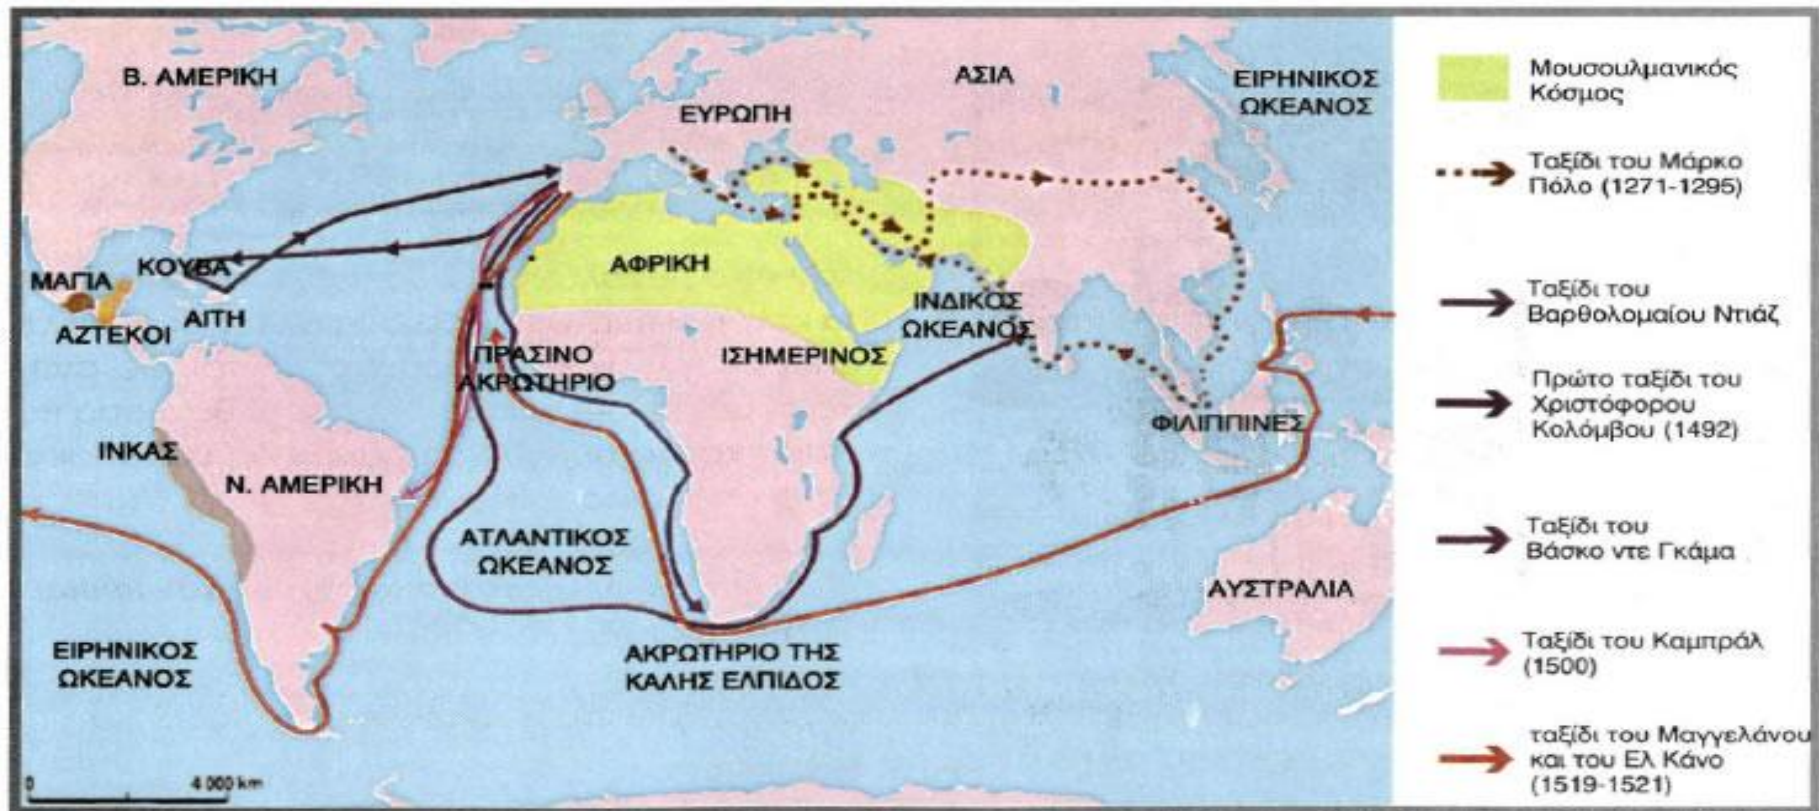 Β. ΑΜΕΡΙΚΗ
ΑΣΙΑ
ΕΙΡΗΝΙΚΟΣ
ΩΚΕΑΝΟΣ
ΕΥΡΩΠΗ
ΚΟΥΒΑ
ΜΑΓΙΑ
ΑΦΡΙΚΗ
ΑΪΤΗ
ΑΖΤΕΚΟΙ
ΙΝΔΙΚΟΣ
ΩΚΕΑΝΟΣ
ΠΡΑΣΙΝΟ
ΑΚΡΩΤΗΡΙΟ
ΙΣΗΜΕΡΙΝΟΣ
ΦΙΛΙΠΠΙΝΕΣ
ΙΝΚΑΣ
Ν. ΑΜΕΡΙΚΗ
ΑΤΛΑΝΤΙΚΟΣ
ΩΚΕΑΝΟΣ
ΑΥΣΤΡΑΛΙΑ
ΕΙΡΗΝΙΚΟΣ
ΩΚΕΑΝΟΣ
ΑΚΡΩΤΗΡΙΟ ΤΗΣ
ΚΑΛΗΣ ΕΛΠΙΔΟΣ
0 4 000 km
Μουσουλμανικός
Κόσμος
Ταξίδι του Μάρκο
Πόλο (1271-1295)
Ταξίδι του
Βαρθολομαίου Ντιάζ
Πρώτο ταξίδι του
Χριστόφορου
Κολόμβου (1492)
Ταξίδι του
Βάσκο ντε Γκάμα
Ταξίδι του Καμπράλ
(1500)
ταξίδι του Μαγγελάνου
και του Ελ Κάνο
(1519-1521)